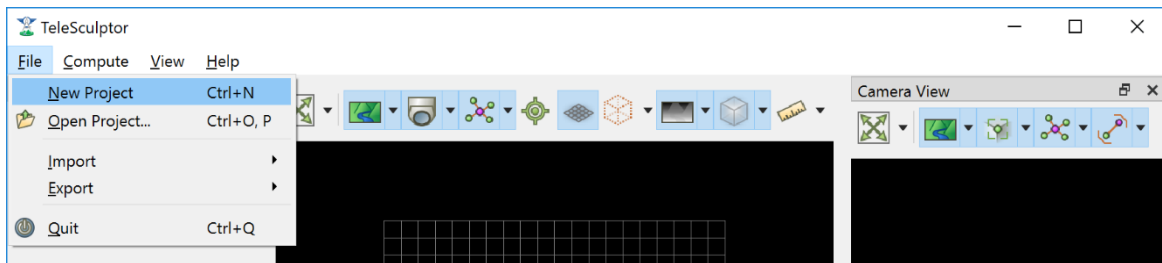 TeleSculptor
File Compute View Help
New Project Ctrl+N
Open Project... Ctrl+O, P
Import
Export
Quit Ctrl+Q
Camera View